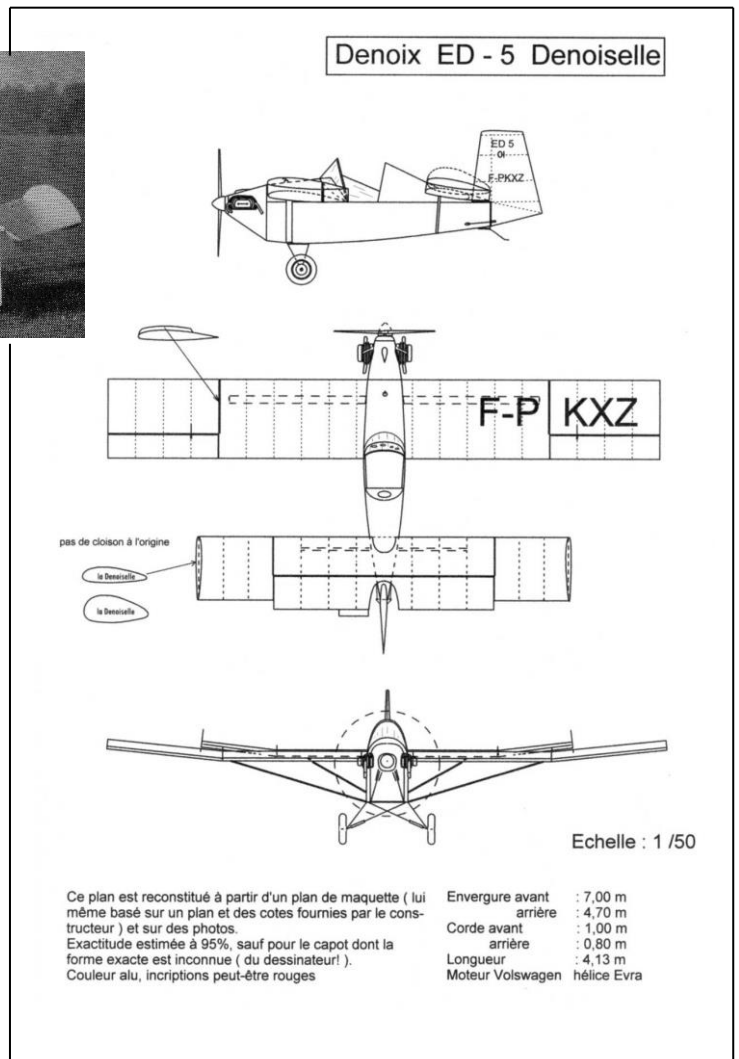 Denoix ED - 5 Denoiselle
ED 5
01
F-PKXZ
F-P KXZ
pas de cloison à l'origine
la Denoiselle
la Denoiselle
Echelle : 1 /50
Ce plan est reconstitué à partir d'un plan de maquette ( lui
même basé sur un plan et des cotes fournies par le cons-
tructeur ) et sur des photos.
Exactitude estimée à 95%, sauf pour le capot dont la
forme exacte est inconnue ( du dessinateur! ).
Couleur alu, incriptions peut-être rouges
Envergure avant : 7,00 m
arrière : 4,70 m
Corde avant : 1,00 m
arrière : 0,80 m
Longueur : 4,13 m
Moteur Volswagen hélice Evra